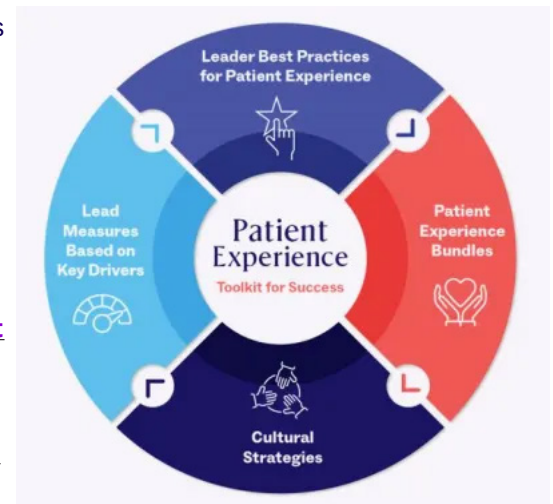 s
Leader Best Practices
for Patient Experience
Lead
Measures
Based on
Key Drivers
Patient
Experience
Toolkit for Success
Patient
Experience
Bundles
Cultural
Strategies